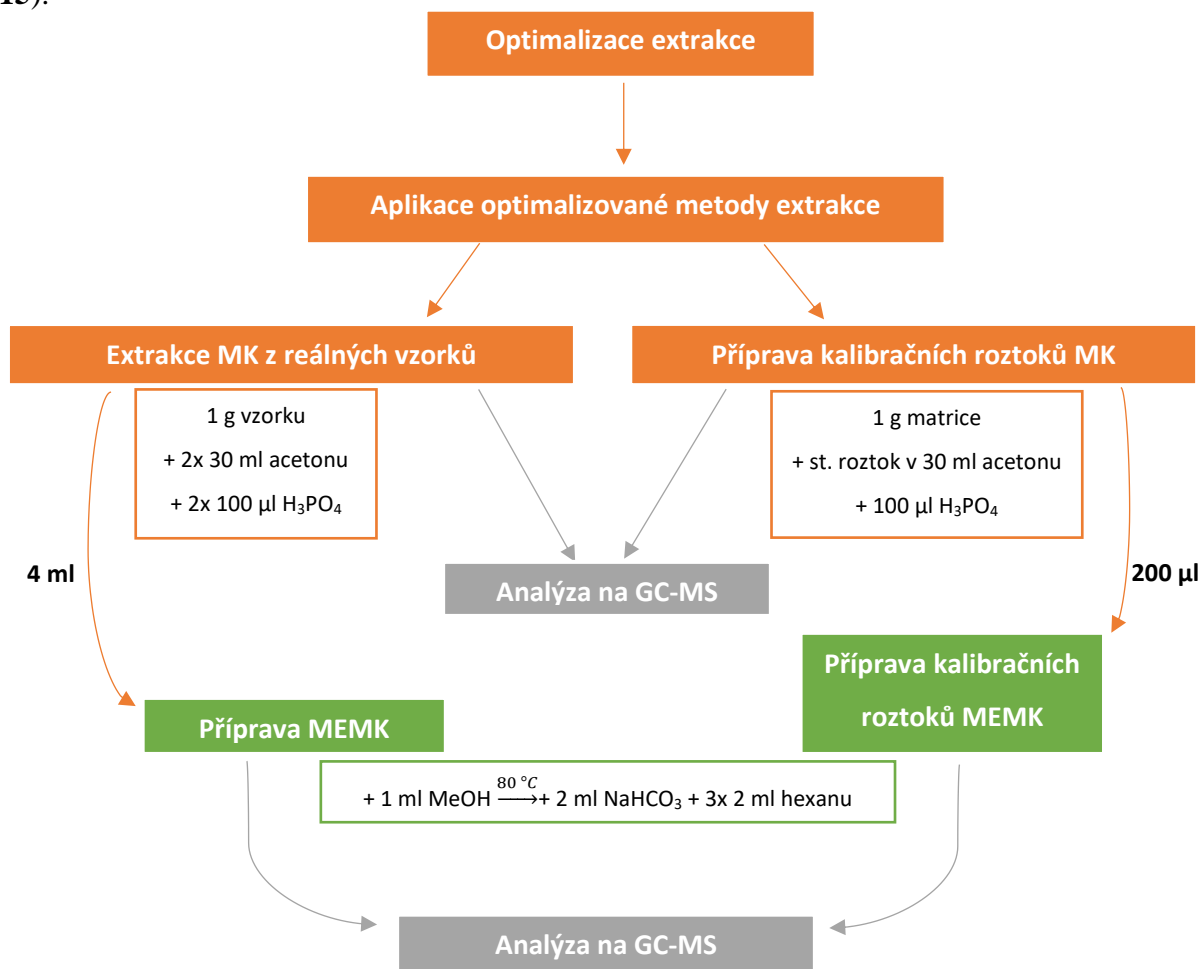 15).
Optimalizace extrakce
Aplikace optimalizované metody extrakce
Extrakce MK z reálných vzorků
Příprava kalibračních roztoků MK
1 g vzorku
+ 2x 30 ml acetonu
+ 2x 100 µl H₃PO₄
1 g matrice
+ st. roztok v 30 ml acetonu
+ 100 µl H₃PO₄
4 ml
200 µl
Analýza na GC-MS
Příprava MEMK
Příprava kalibračních
roztoků MEMK
+ 1 ml MeOH 80 °C → + 2 ml NaHCO₃ + 3x 2 ml hexanu
Analýza na GC-MS